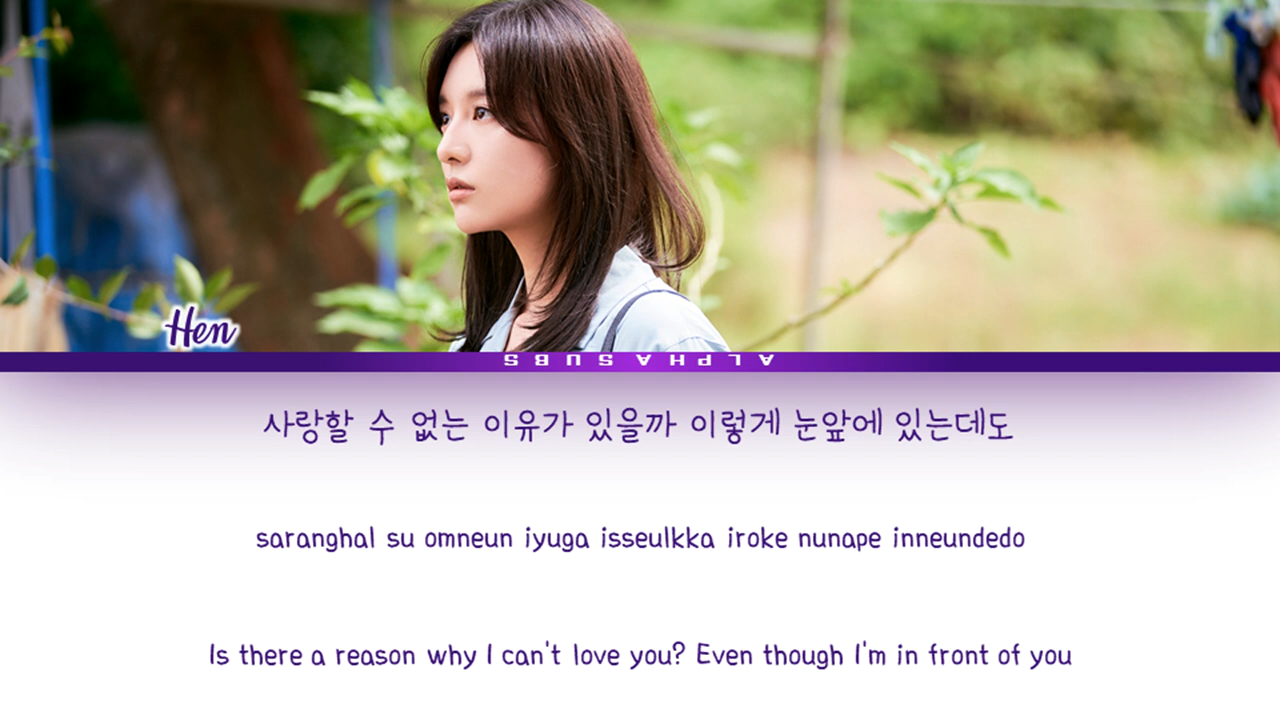 Hen
ALPHASUBS
사랑할 수 없는 이유가 있을까 이렇게 눈앞에 있는데도
saranghal su omneun iyuga isseulkka iroke nunape inneundedo
Is there a reason why I can't love you? Even though I'm in front of you